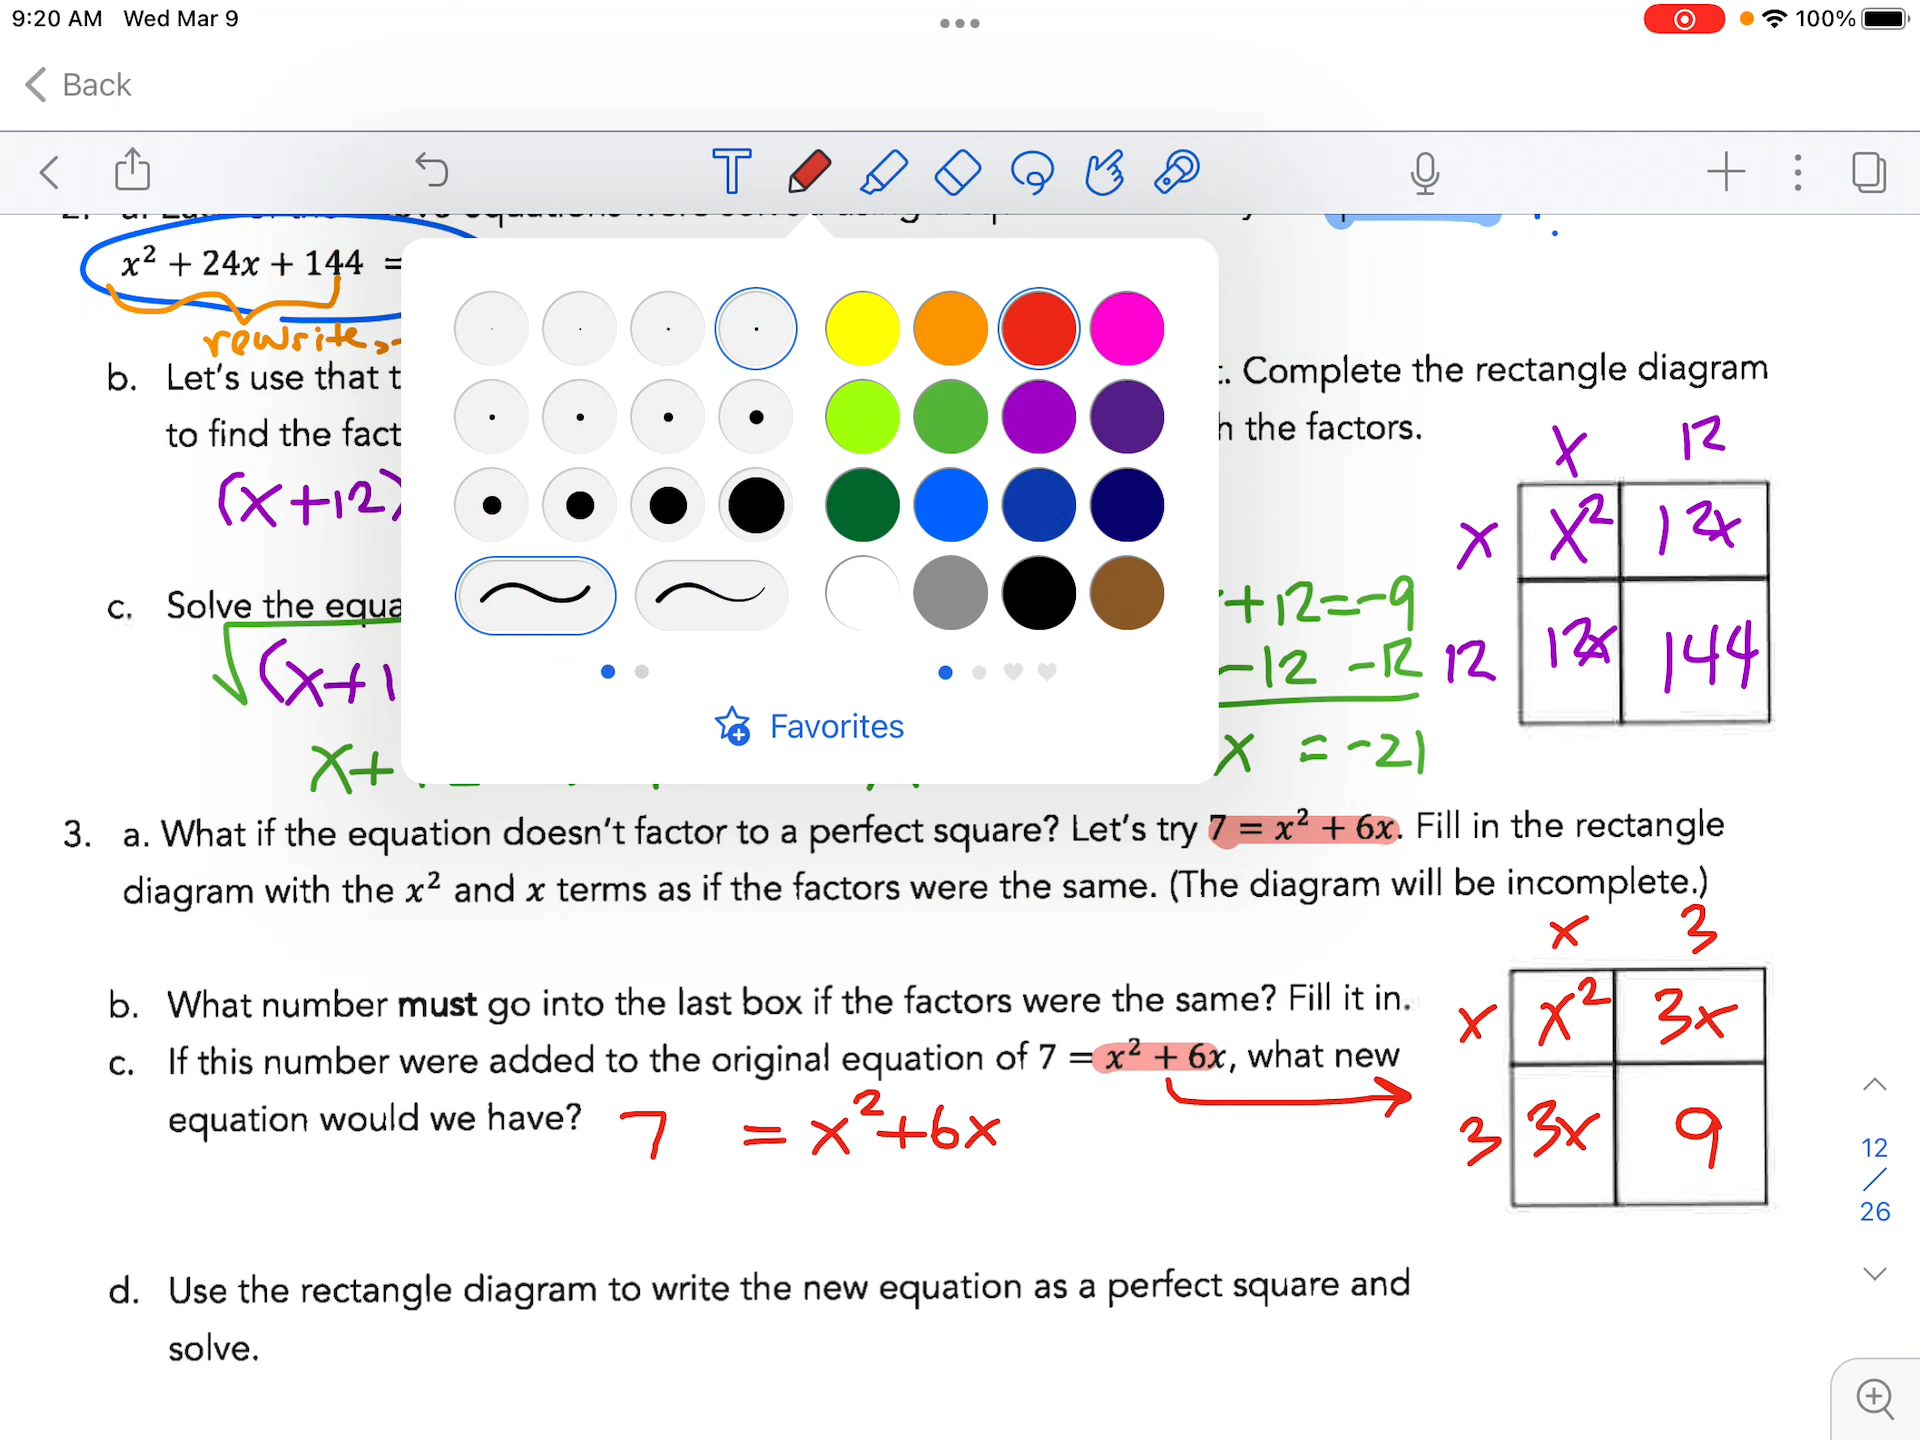 9:20 AM Wed Mar 9
100%
Back
T
x² + 24x + 144 =
rewrite
b. Let's use that t
. Complete the rectangle diagram
to find the fact
h the factors.
x 12
(x+12)
x x² 12x
12 12x 144
c. Solve the equa
+12=-9
√(x+1
-12 -12
x+
x = -21
Favorites
3. a. What if the equation doesn't factor to a perfect square? Let's try 7 = x² + 6x. Fill in the rectangle
diagram with the x² and x terms as if the factors were the same. (The diagram will be incomplete.)
x 3
x x² 3x
3 3x 9
b. What number must go into the last box if the factors were the same? Fill it in.
c. If this number were added to the original equation of 7 = x² + 6x, what new
equation would we have? 7 = x²+6x
d. Use the rectangle diagram to write the new equation as a perfect square and
solve.
12
/
26